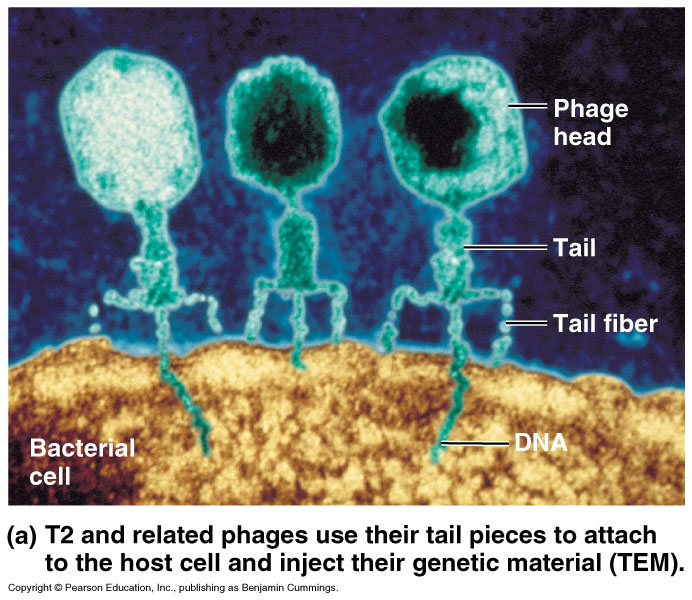 Phage
head
Tail
Tail fiber
DNA
Bacterial
cell
(a) T2 and related phages use their tail pieces to attach
to the host cell and inject their genetic material (TEM).
Copyright © Pearson Education, Inc., publishing as Benjamin Cummings.